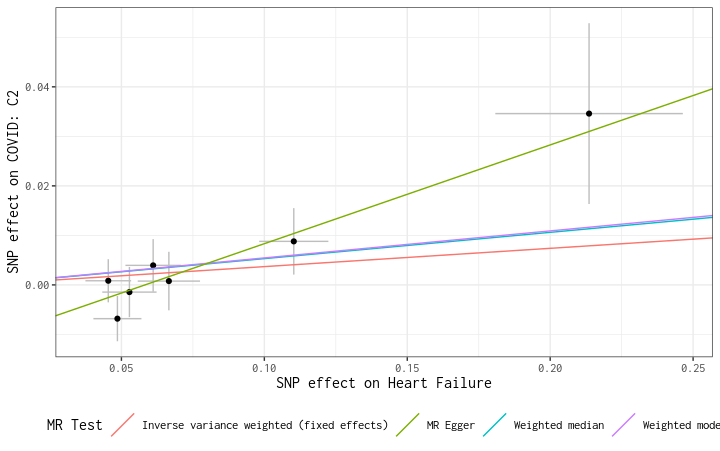 SNP effect on COVID: C2
0.04
0.02
0.00
0.05 0.10 0.15 0.20 0.25
SNP effect on Heart Failure
MR Test Inverse variance weighted (fixed effects) MR Egger Weighted median Weighted mode